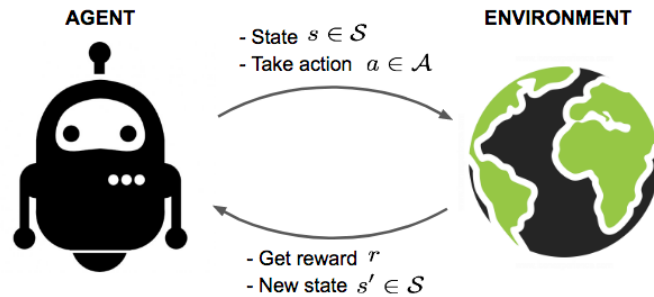 AGENT
ENVIRONMENT
- State s ∈ 𝒮
- Take action a ∈ 𝒜
- Get reward r
- New state s′ ∈ 𝒮